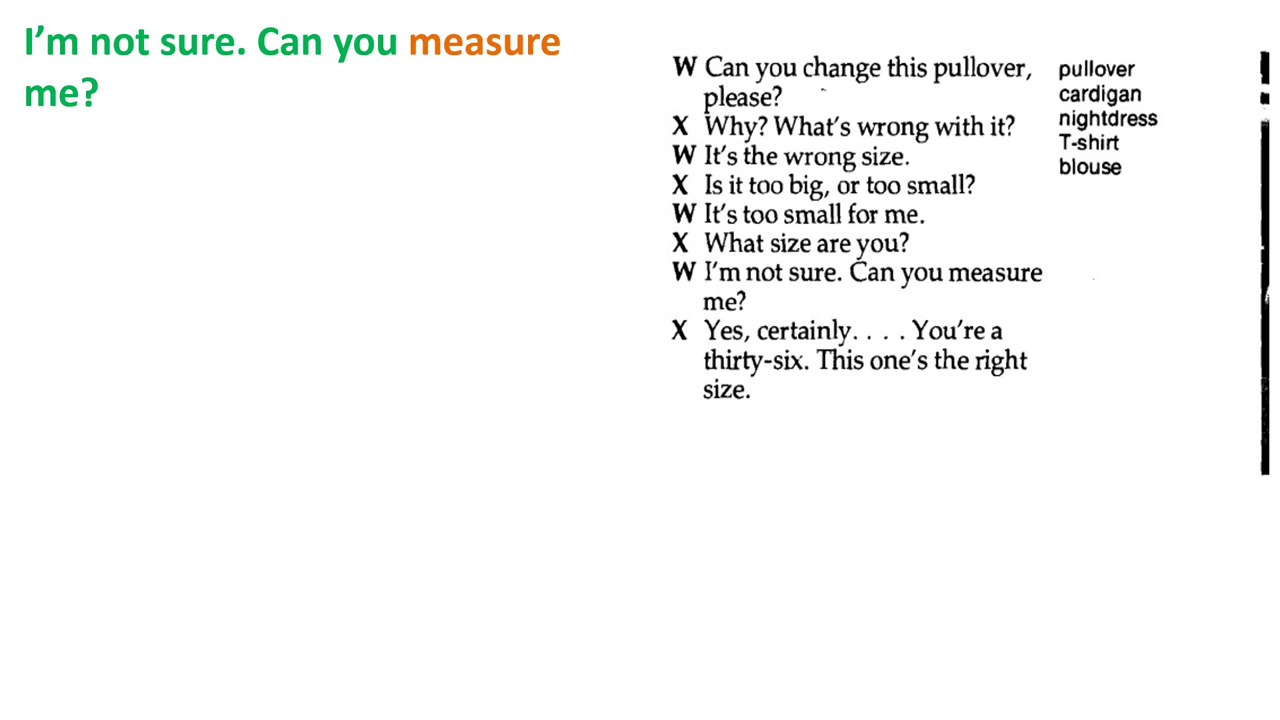 I'm not sure. Can you measure
me?
W Can you change this pullover,
please?
X Why? What's wrong with it?
W It's the wrong size.
X Is it too big, or too small?
W It's too small for me.
X What size are you?
W I'm not sure. Can you measure
me?
X Yes, certainly. . . . You're a
thirty-six. This one's the right
size.
pullover
cardigan
nightdress
T-shirt
blouse